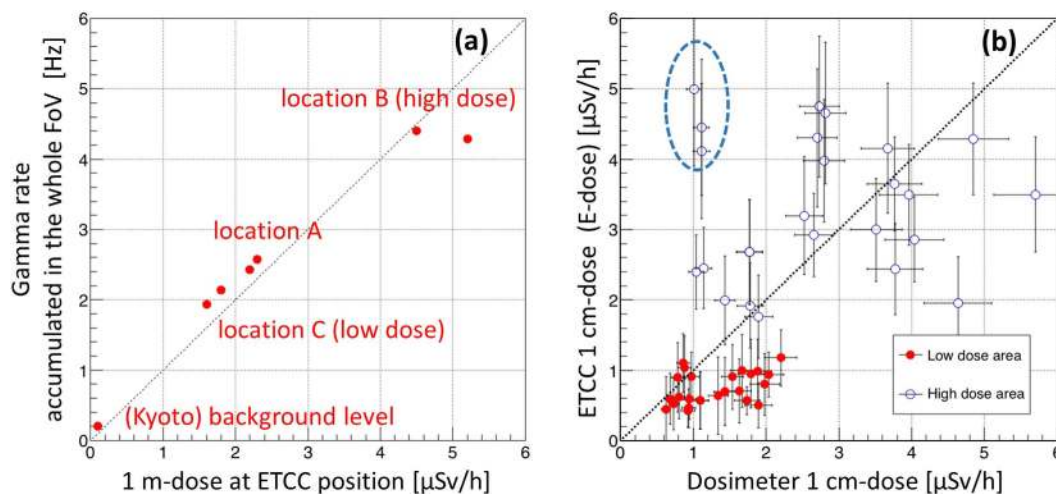 (a)
6
5
4
3
2
1
0
Gamma rate
accumulated in the whole FoV [Hz]
location B (high dose)
location A
location C (low dose)
(Kyoto) background level
0 1 2 3 4 5 6
1 m-dose at ETCC position [μSv/h]
(b)
6
5
4
3
2
1
0
ETCC 1 cm-dose (E-dose) [μSv/h]
Low dose area
High dose area
1 2 3 4 5 6
Dosimeter 1 cm-dose [μSv/h]